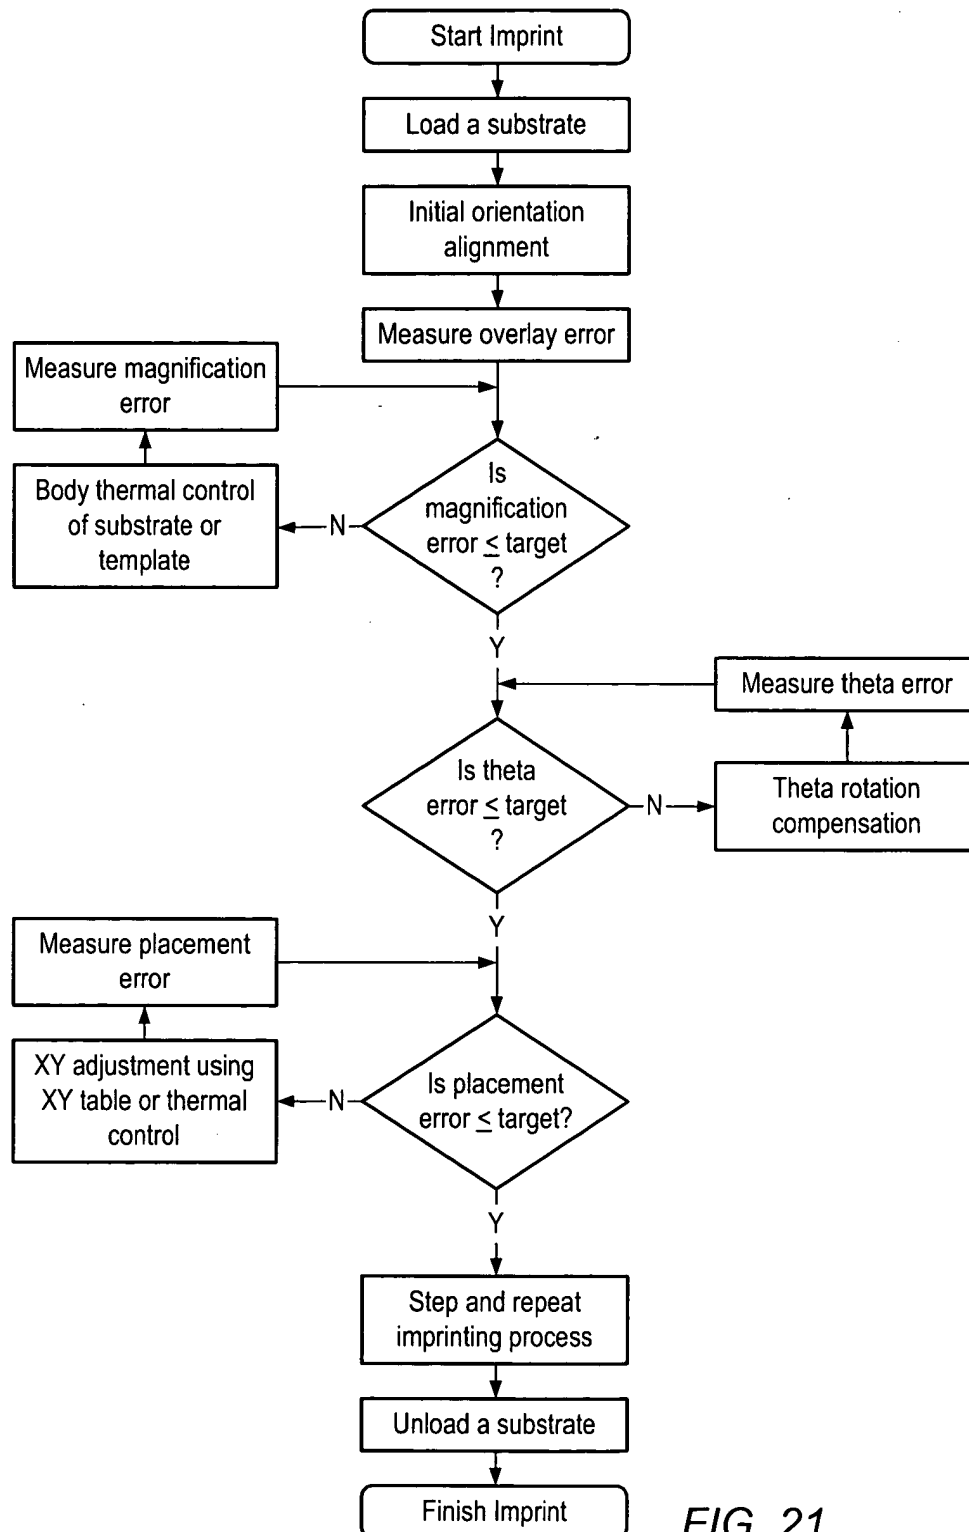 Start Imprint
Load a substrate
Initial orientation
alignment
Measure overlay error
Measure magnification
error
Is
magnification
error ≤ target
?
N
Body thermal control
of substrate or
template
Y
Measure theta error
Is theta
error ≤ target
?
N
Theta rotation
compensation
Y
Measure placement
error
Is placement
error ≤ target?
N
XY adjustment using
XY table or thermal
control
Y
Step and repeat
imprinting process
Unload a substrate
Finish Imprint
FIG. 21